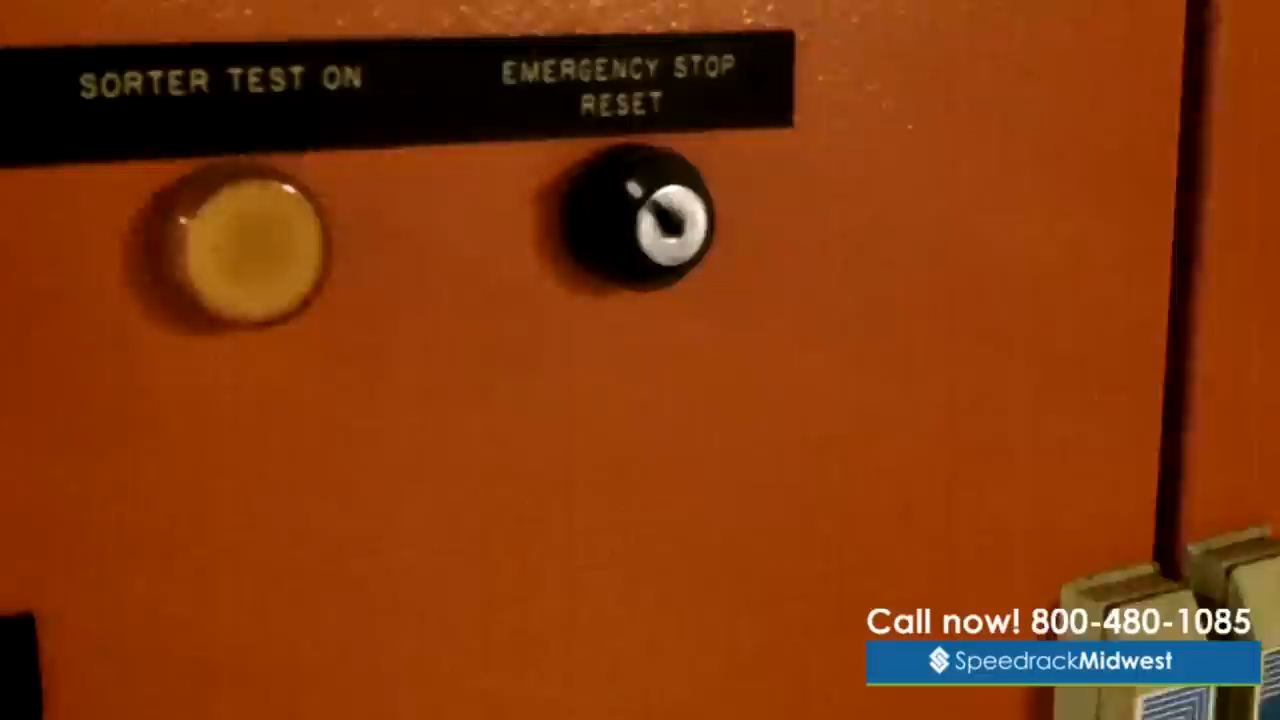 SORTER TEST ON
EMERGENCY STOP
RESET
Call now! 800-480-1085
SpeedrackMidwest